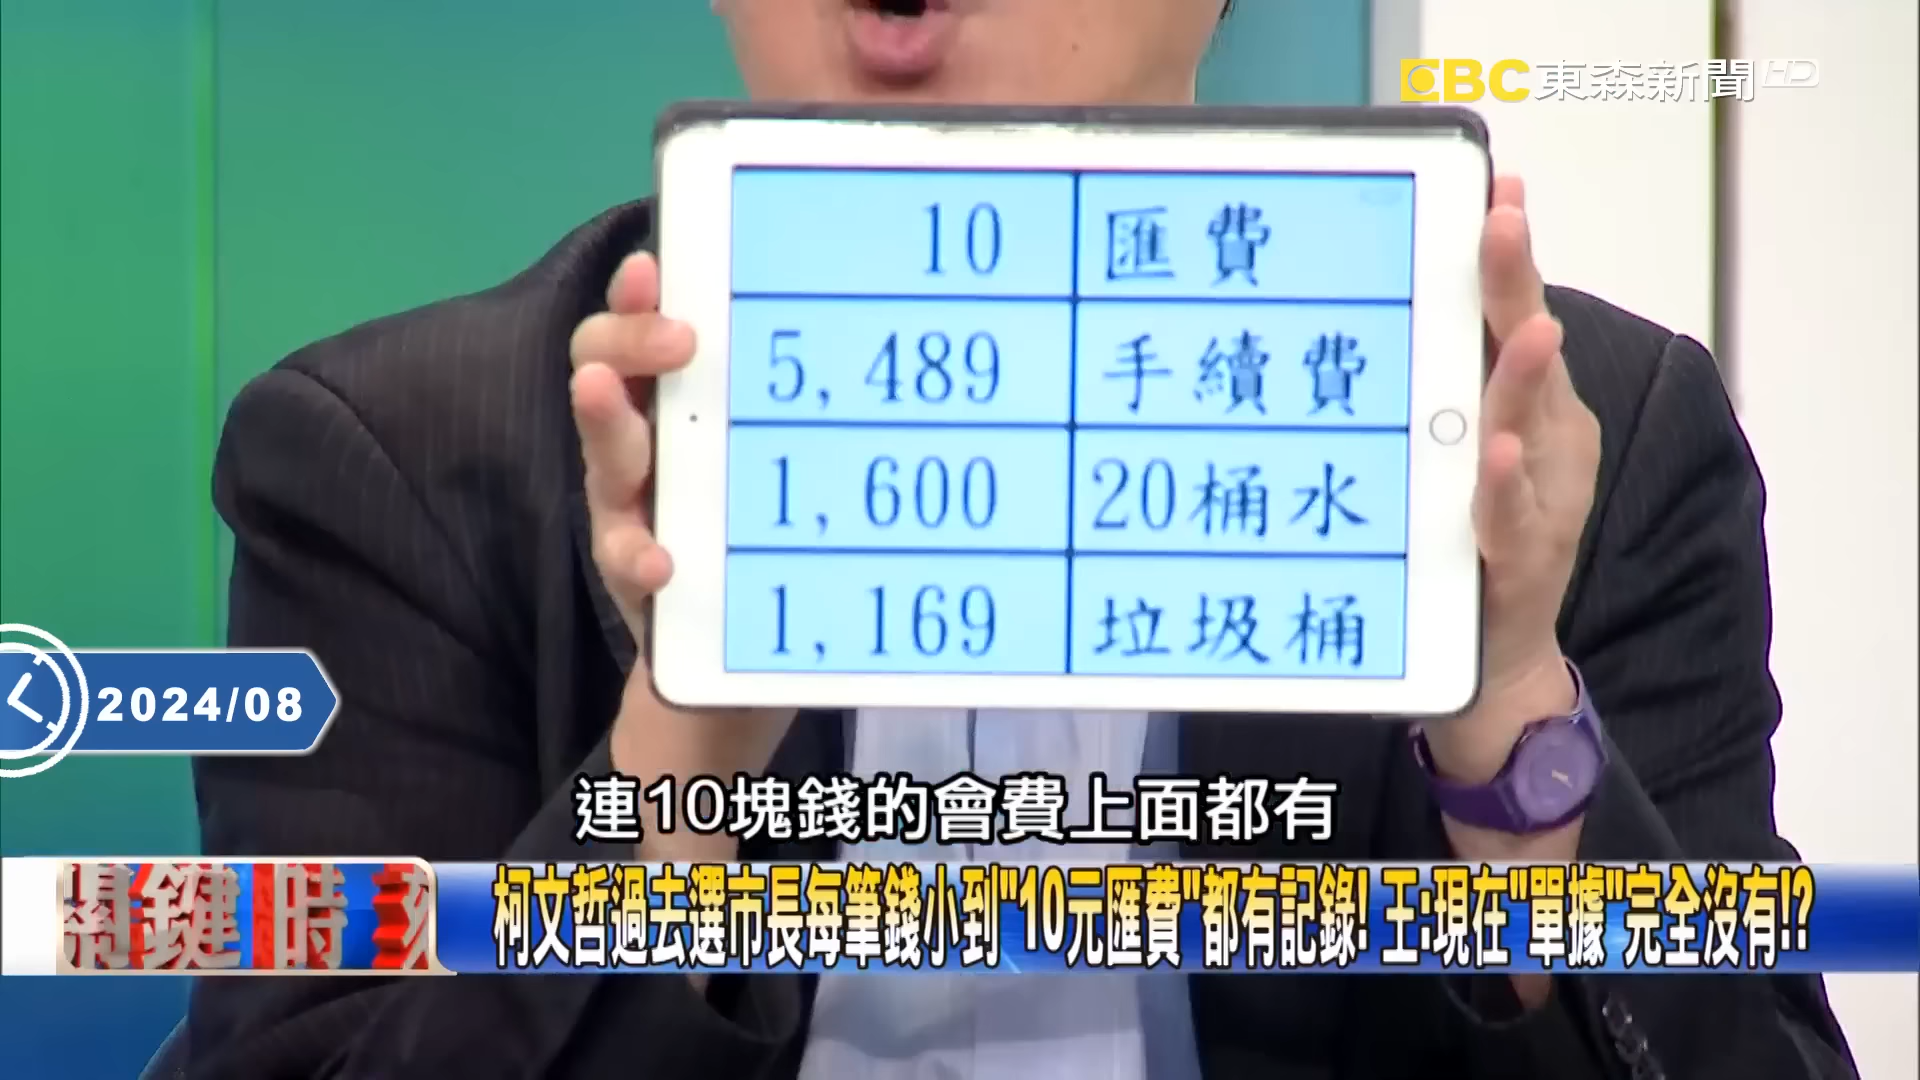 EBC東森新聞HD
10 匯費
5,489 手續費
1,600 20桶水
1,169 垃圾桶
2024/08
連10塊錢的會費上面都有
關鍵時刻
柯文哲過去選市長每筆錢小到"10元匯費"都有記錄! 王:現在"單據"完全沒有!?